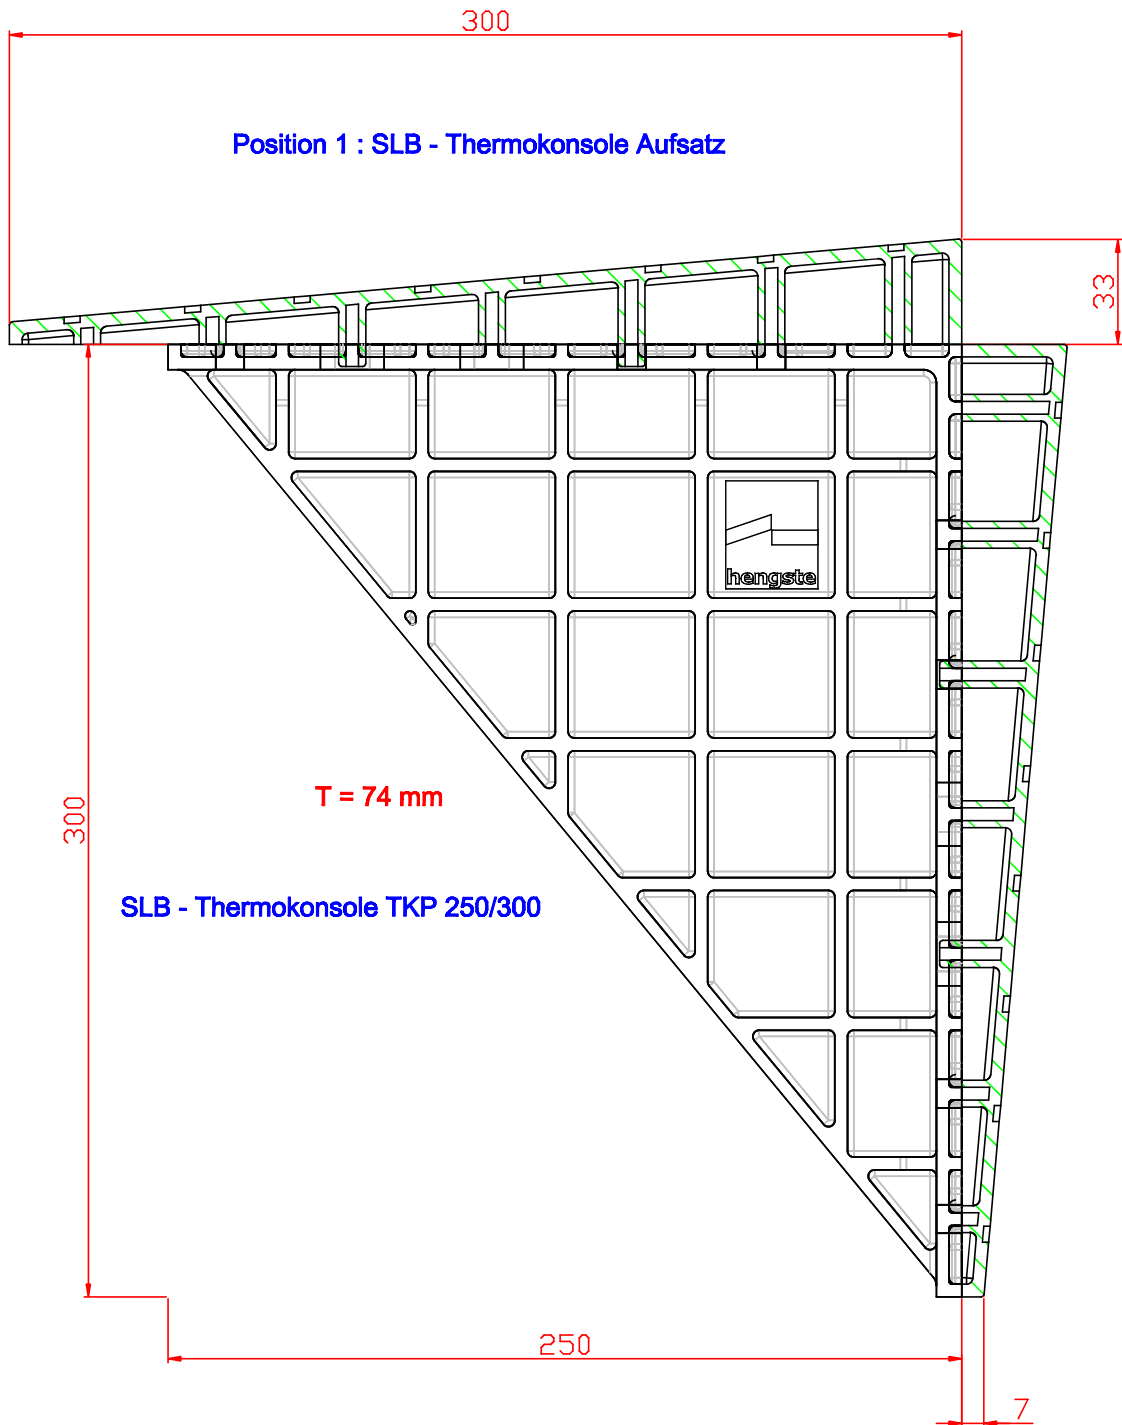 300
Position 1 : SLB - Thermokonsole Aufsatz
33
hengste
T = 74 mm
300
SLB - Thermokonsole TKP 250/300
250
7